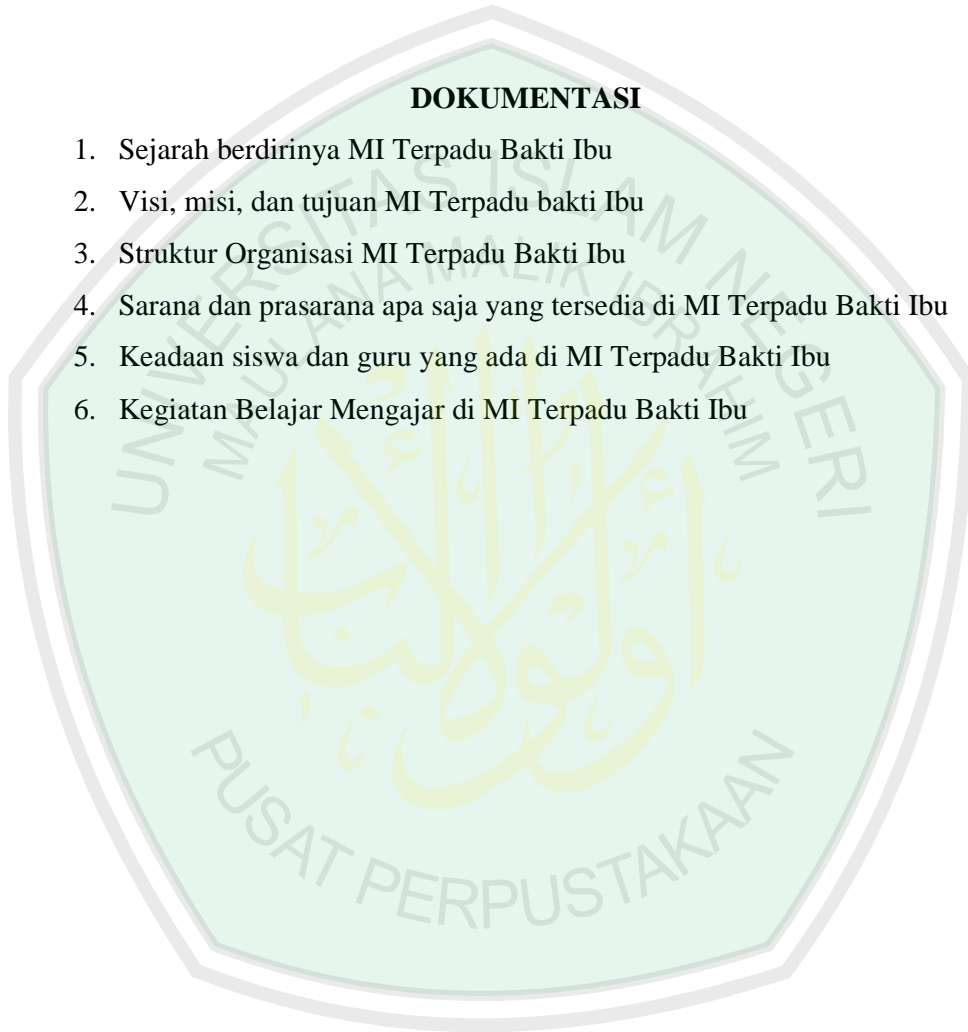 DOKUMENTASI
1. Sejarah berdirinya MI Terpadu Bakti Ibu
2. Visi, misi, dan tujuan MI Terpadu bakti Ibu
3. Struktur Organisasi MI Terpadu Bakti Ibu
4. Sarana dan prasarana apa saja yang tersedia di MI Terpadu Bakti Ibu
5. Keadaan siswa dan guru yang ada di MI Terpadu Bakti Ibu
6. Kegiatan Belajar Mengajar di MI Terpadu Bakti Ibu
UNIVERSITAS ISLAM NEGERI
MAULANA MALIK IBRAHIM
PUSAT PERPUSTAKAAN